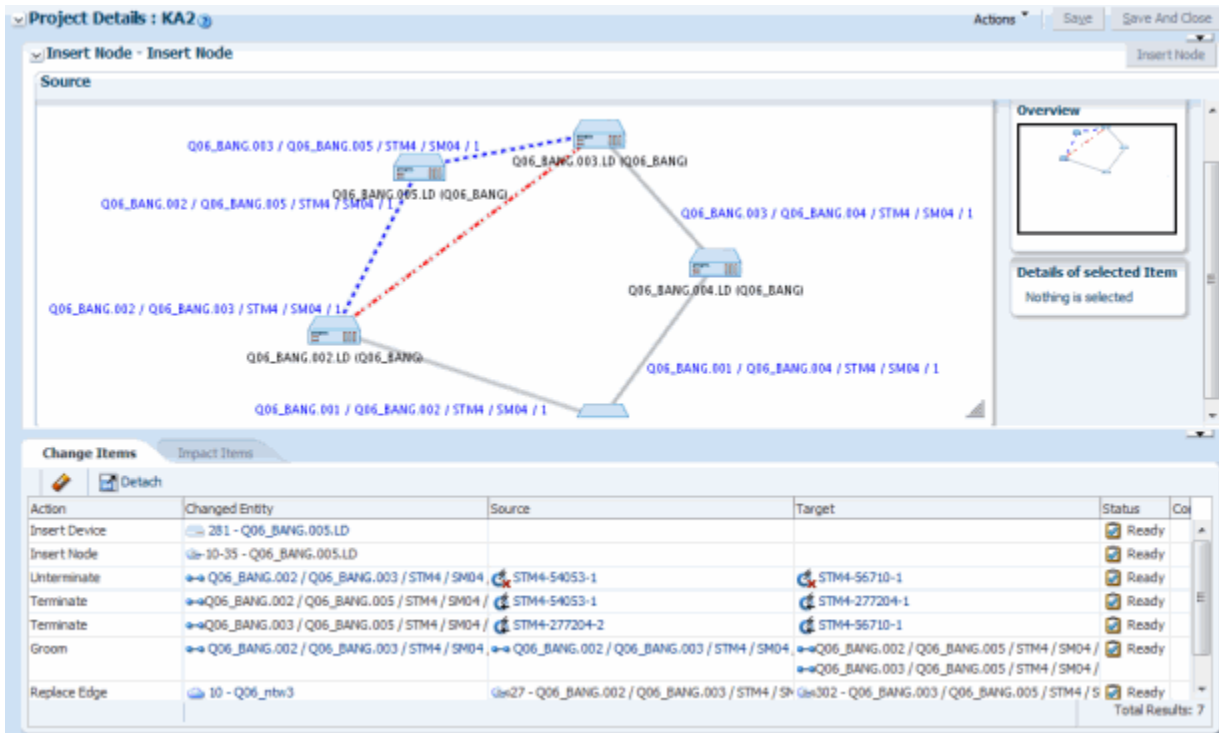 Project Details : KA2
Actions
Save
Save And Close
Insert Node - Insert Node
Insert Node
Source
Q06_BANG.003 / Q06_BANG.005 / STM4 / SM04 / 1
Q06_BANG.003.LD (Q06_BANG)
Q06_BANG.005.LD (Q06_BANG)
Q06_BANG.002 / Q06_BANG.005 / STM4 / SM04 / 1
Q06_BANG.003 / Q06_BANG.004 / STM4 / SM04 / 1
Q06_BANG.004.LD (Q06_BANG)
Q06_BANG.002 / Q06_BANG.003 / STM4 / SM04 / 1
Q06_BANG.002.LD (Q06_BANG)
Q06_BANG.001 / Q06_BANG.004 / STM4 / SM04 / 1
Q06_BANG.001 / Q06_BANG.002 / STM4 / SM04 / 1
Overview
Details of selected Item
Nothing is selected
Change Items Impact Items
Detach
Action Changed Entity Source Target Status Col
Insert Device 281 - Q06_BANG.005.LD Ready
Insert Node 10-35 - Q06_BANG.005.LD Ready
Unterminate Q06_BANG.002 / Q06_BANG.003 / STM4 / SM04 STM4-54053-1 STM4-56710-1 Ready
Terminate Q06_BANG.002 / Q06_BANG.005 / STM4 / SM04 / STM4-54053-1 STM4-277204-1 Ready
Terminate Q06_BANG.003 / Q06_BANG.005 / STM4 / SM04 / STM4-277204-2 STM4-56710-1 Ready
Groom Q06_BANG.002 / Q06_BANG.003 / STM4 / SM04 Q06_BANG.002 / Q06_BANG.003 / STM4 / SM04 Q06_BANG.002 / Q06_BANG.005 / STM4 / SM04 / Ready
Q06_BANG.003 / Q06_BANG.005 / STM4 / SM04 /
Replace Edge 10 - Q06_ntw3 27 - Q06_BANG.002 / Q06_BANG.003 / STM4 / SM 302 - Q06_BANG.003 / Q06_BANG.005 / STM4 / S Ready
Total Results: 7